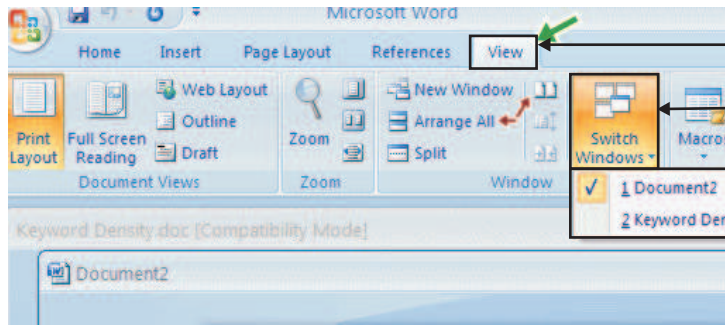 Microsoft Word
Home Insert Page Layout References View
Web Layout New Window
Outline Arrange All
Print Layout Full Screen Reading Draft Zoom Split Switch Windows Macros
Document Views Zoom Window
1 Document2
2 Keyword Den
Keyword Density.doc [Compatibility Mode]
Document2